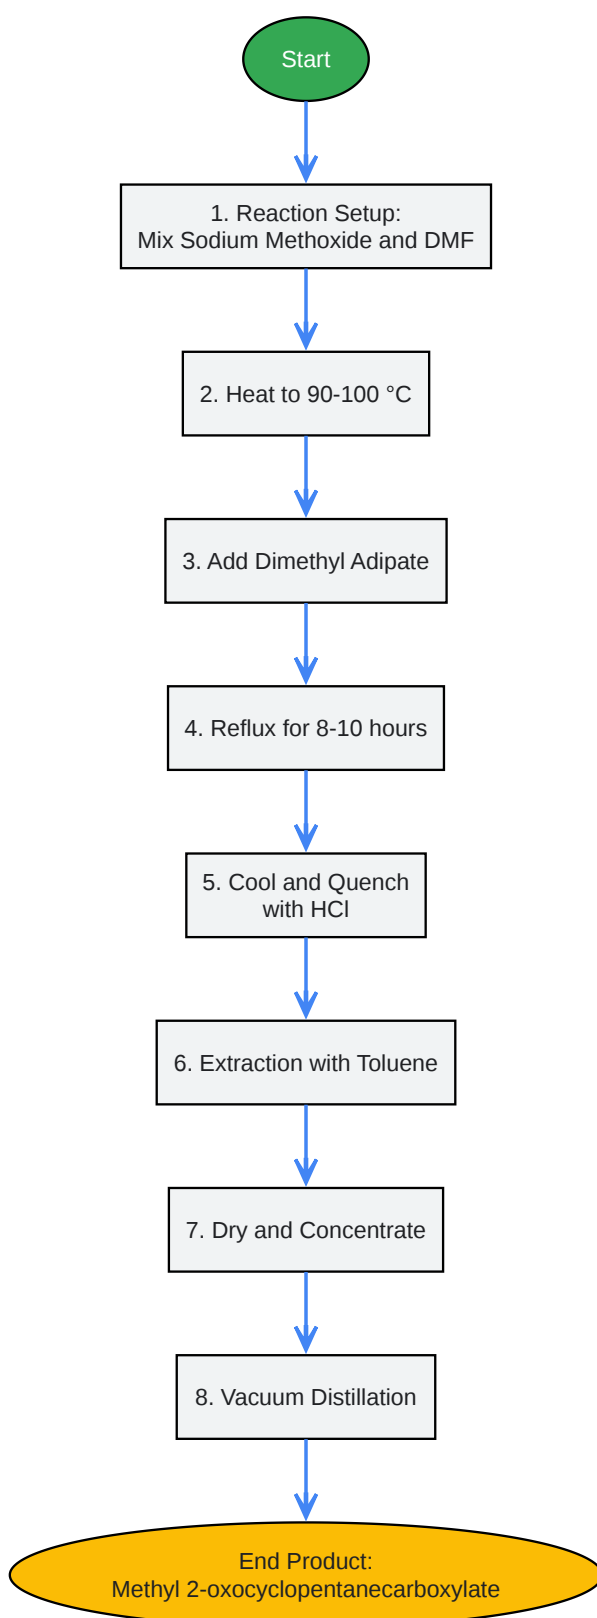 Start
1. Reaction Setup:
Mix Sodium Methoxide and DMF
2. Heat to 90-100 °C
3. Add Dimethyl Adipate
4. Reflux for 8-10 hours
5. Cool and Quench
with HCl
6. Extraction with Toluene
7. Dry and Concentrate
8. Vacuum Distillation
End Product:
Methyl 2-oxocyclopentanecarboxylate